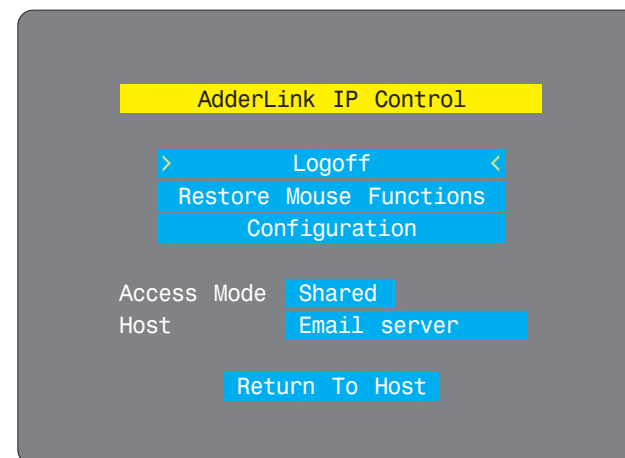 AdderLink IP Control
> Logoff <
Restore Mouse Functions
Configuration
Access Mode Shared
Host Email server
Return To Host